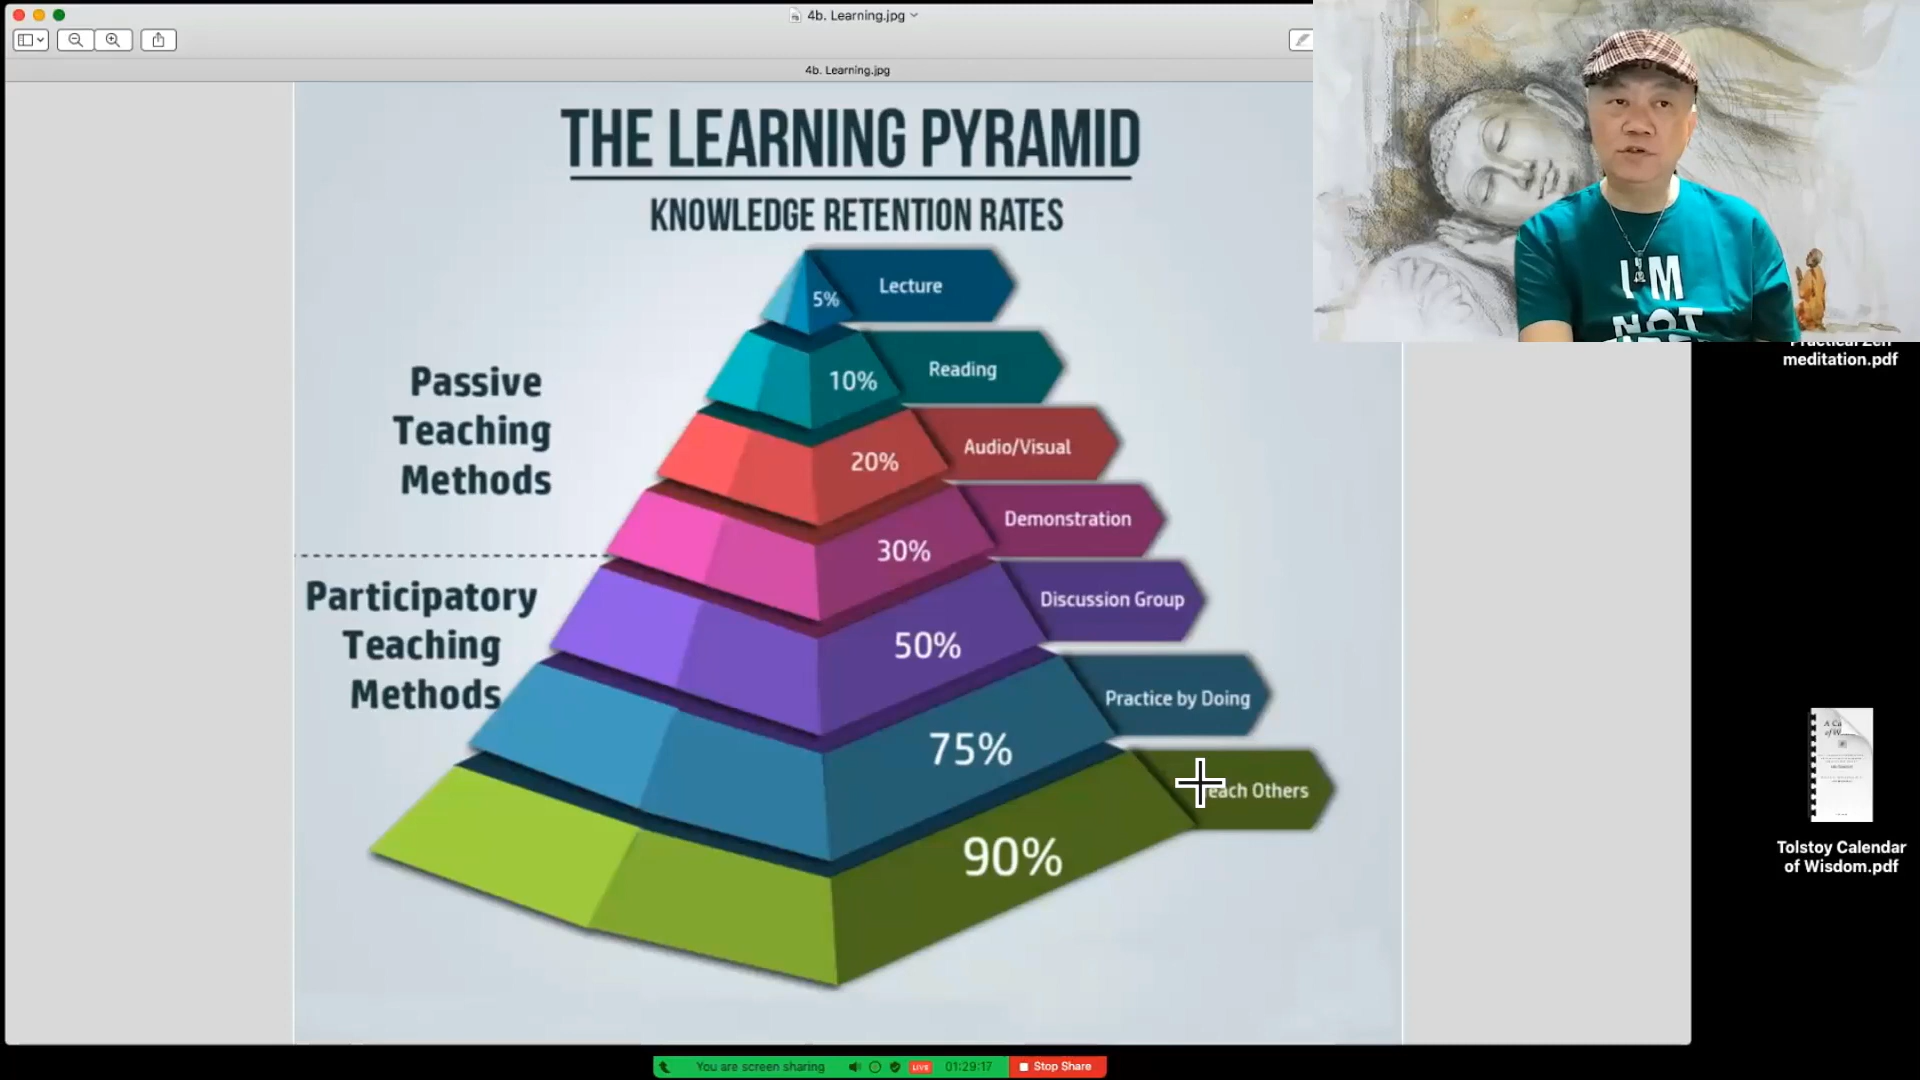 4b. Learning.jpg
4b. Learning.jpg
THE LEARNING PYRAMID
KNOWLEDGE RETENTION RATES
5%
Lecture
10%
Reading
20%
Audio/Visual
30%
Demonstration
50%
Discussion Group
75%
Practice by Doing
90%
each Others
Passive
Teaching
Methods
Participatory
Teaching
Methods
I'M
NOT
Practical Zen
meditation.pdf
Tolstoy Calendar
of Wisdom.pdf
You are screen sharing
LIVE
01:29:17
Stop Share